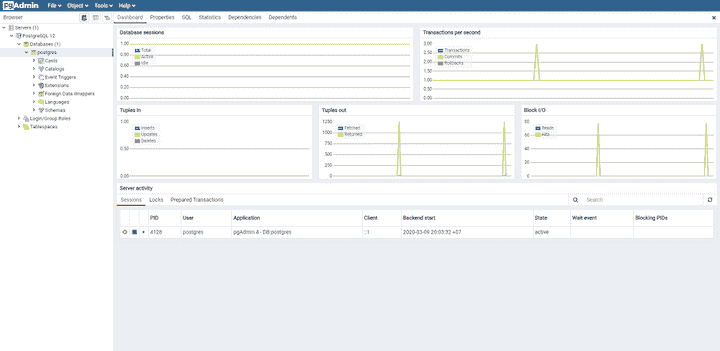 pgAdmin File Object Tools Help
Browser Dashboard Properties SQL Statistics Dependencies Dependents
Servers (1)
PostgreSQL 12
Databases (1)
postgres
Casts
Catalogs
Event Triggers
Extensions
Foreign Data Wrappers
Languages
Schemas
Login/Group Roles
Tablespaces
Database sessions
1.00
0.80
0.60
0.40
0.20
0.00
Total
Active
Idle
Transactions per second
3.00
2.50
2.00
1.50
1.00
0.50
0.00
Transactions
Commits
Rollbacks
Tuples in
1.00
0.00
Inserts
Updates
Deletes
Tuples out
1250
1000
750
500
250
0
Fetched
Returned
Block I/O
80
60
40
20
0
Reads
Hits
Server activity
Sessions Locks Prepared Transactions Search
PID User Application Client Backend start State Wait event Blocking PIDs
4128 postgres pgAdmin 4 - DB:postgres ::1 2020-03-09 20:03:32 +07 active